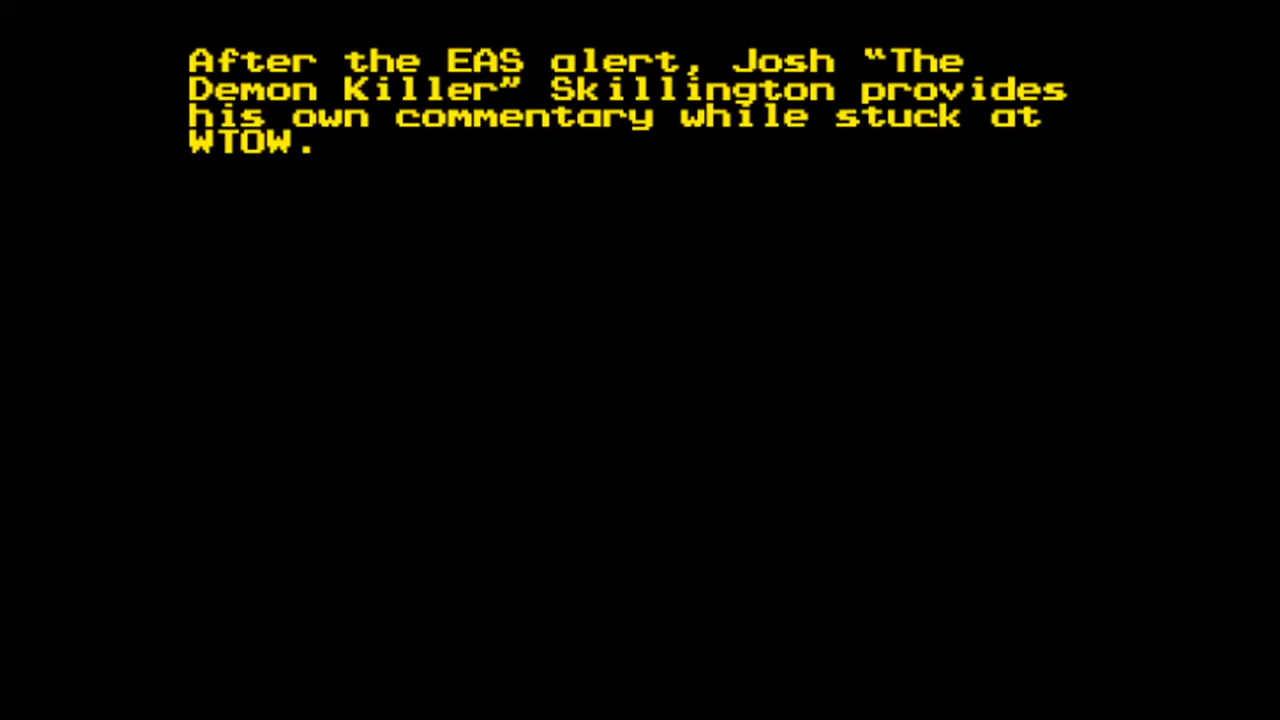 After the EAS alert, Josh “The
Demon Killer” Skillington provides
his own commentary while stuck at
WTOW.